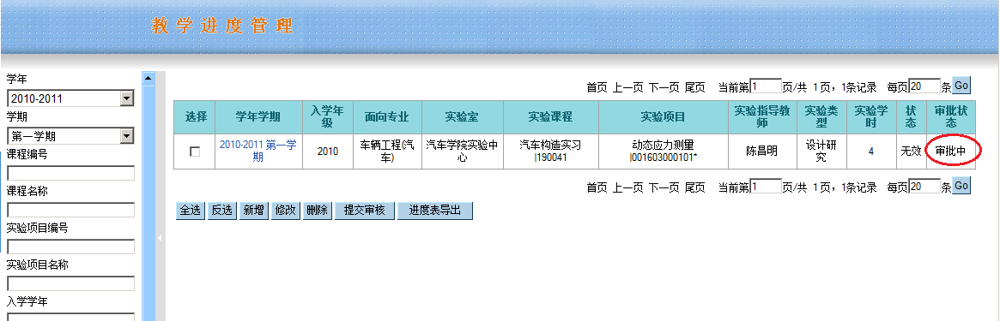 教学进度管理
学年
2010-2011
学期
第一学期
课程编号
课程名称
实验项目编号
实验项目名称
入学学年
首页 上一页 下一页 尾页 当前第1页/共 1页，1条记录 每页20条 Go
选择 学年学期 入学年 面向专业 实验室 实验课程 实验项目 实验指导教 实验类 实验学 状 审批状
级 师 型 时 态 态
2010-2011 第一学 2010 车辆工程(汽 汽车学院实验中 汽车构造实习 动态应力测量 陈昌明 设计研 4 无效 审批中
期 车) 心 |190041 |001603000101* 究
首页 上一页 下一页 尾页 当前第1页/共 1页，1条记录 每页20条 Go
全选 反选 新增 修改 删除 提交审核 进度表导出